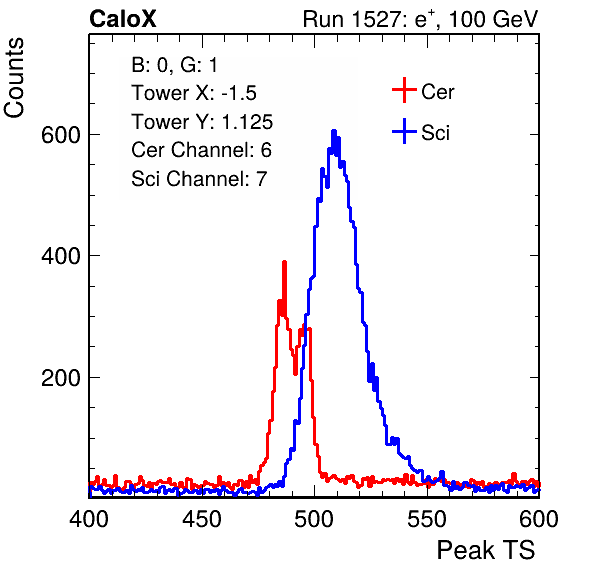 CaloX Run 1527: e⁺, 100 GeV
Counts
B: 0, G: 1
Tower X: -1.5
Tower Y: 1.125
Cer Channel: 6
Sci Channel: 7
Cer
Sci
600
400
200
400 450 500 550 600
Peak TS